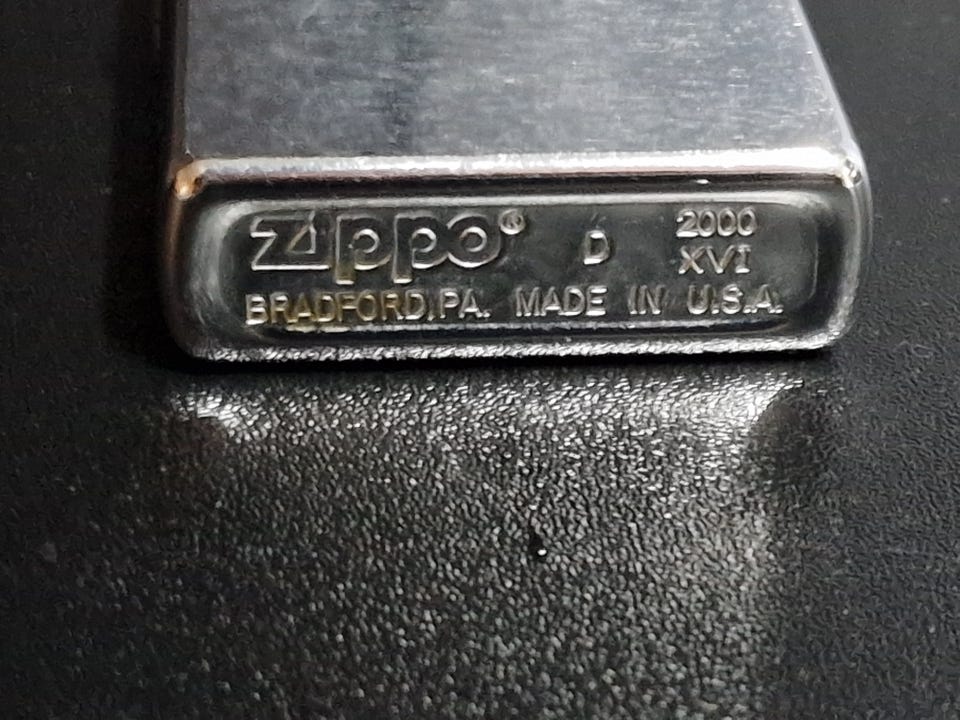 Zippo® D 2000
XVI
BRADFORD, PA. MADE IN U.S.A.